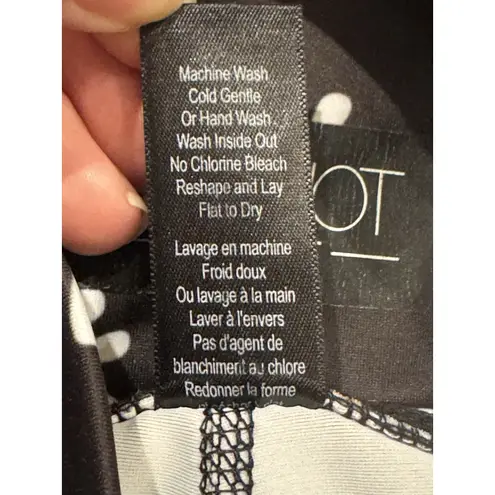 Machine Wash
Cold Gentle
Or Hand Wash
Wash Inside Out
No Chlorine Bleach
Reshape and Lay
Flat to Dry
Lavage en machine
Froid doux
Ou lavage à la main
Laver à l'envers
Pas d'agent de
blanchiment au chlore
Redonner la forme
OT